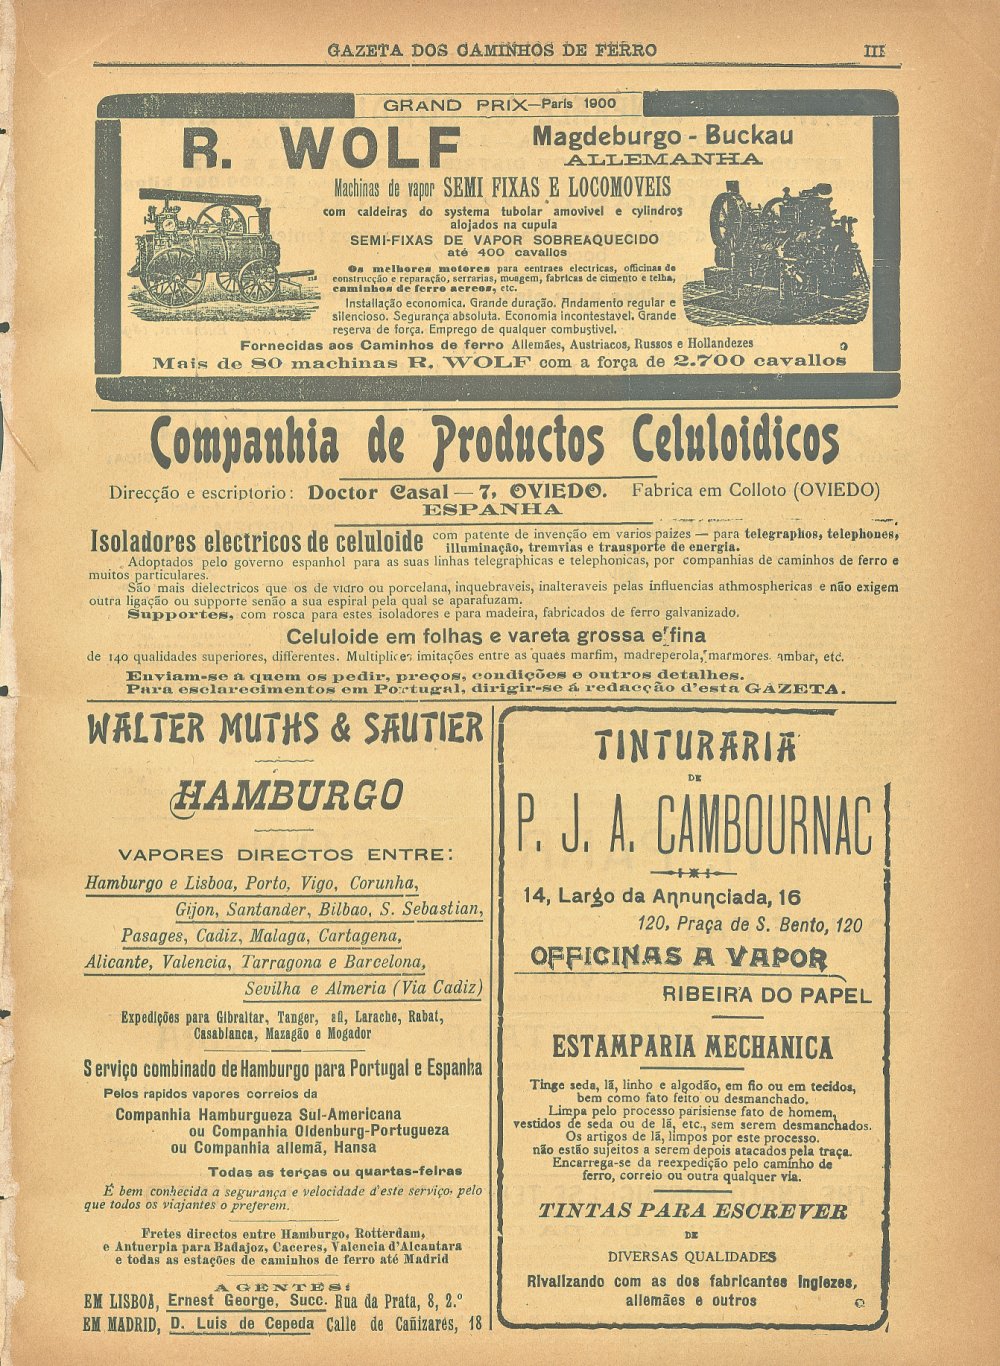 GAZETA DOS CAMINHOS DE FERRO
III
GRAND PRIX—Paris 1900
R. WOLF
Magdeburgo - Buckau
ALLEMANHA
Machinas de vapor SEMI FIXAS E LOCOMOVEIS
com caldeiras do systema tubolar amovivel e cylindros
alojados na cupula
SEMI-FIXAS DE VAPOR SOBREAQUECIDO
até 400 cavallos
Os melhores motores para centraes electricas, officinas de
construcção e reparação, serrarias, moagem, fabricas de cimento e telha,
caminhos de ferro aereos, etc.
Installação economica. Grande duração. Andamento regular e
silencioso. Segurança absoluta. Economia incontestavel. Grande
reserva de força. Emprego de qualquer combustivel.
Fornecidas aos Caminhos de ferro Allemães, Austriacos, Russos e Hollandezes
Mais de 80 machinas R. WOLF com a força de 2.700 cavallos
Companhia de Productos Celuloidicos
Direcção e escriptorio: Doctor Casal — 7, OVIEDO. Fabrica em Colloto (OVIEDO)
ESPANHA
Isoladores electricos de celuloide com patente de invenção em varios paizes — para telegraphos, telephones,
illuminação, tremvias e transporte de energia.
Adoptados pelo governo espanhol para as suas linhas telegraphicas e telephonicas, por companhias de caminhos de ferro e
muitos particulares.
São mais dielectricos que os de vidro ou porcelana, inquebraveis, inalteraveis pelas influencias athmosphericas e não exigem
outra ligação ou supporte senão a sua espiral pela qual se aparafuzam.
Supportes, com rosca para estes isoladores e para madeira, fabricados de ferro galvanizado.
Celuloide em folhas e vareta grossa e fina
de 140 qualidades superiores, differentes. Multiplices imitações entre as quaes marfim, madreperola, marmores, ambar, etc.
Enviam-se a quem os pedir, preços, condições e outros detalhes.
Para esclarecimentos em Portugal, dirigir-se á redacção d'esta GAZETA.
WALTER MUTHS & SAUTIER
HAMBURGO
VAPORES DIRECTOS ENTRE:
Hamburgo e Lisboa, Porto, Vigo, Corunha,
Gijon, Santander, Bilbao, S. Sebastian,
Pasages, Cadiz, Malaga, Cartagena,
Alicante, Valencia, Tarragona e Barcelona,
Sevilha e Almeria (Via Cadiz)
Expedições para Gibraltar, Tanger, Larache, Rabat,
Casablanca, Mazagão e Mogador
Serviço combinado de Hamburgo para Portugal e Espanha
Pelos rapidos vapores correios da
Companhia Hamburgueza Sul-Americana
ou Companhia Oldenburg-Portugueza
ou Companhia allemã, Hansa
Todas as terças ou quartas-feiras
É bem conhecida a segurança e velocidade d'este serviço, pelo
que todos os viajantes o preferem.
Fretes directos entre Hamburgo, Rotterdam,
e Antuerpia para Badajoz, Caceres, Valencia d'Alcantara
e todas as estações de caminhos de ferro até Madrid
AGENTES:
EM LISBOA, Ernest George, Succ. Rua da Prata, 8, 2.º
EM MADRID, D. Luis de Cepeda Calle de Cañizares, 18
TINTURARIA
DE
P. J. A. CAMBOURNAC
14, Largo da Annunciada, 16
120, Praça de S. Bento, 120
OFFICINAS A VAPOR
RIBEIRA DO PAPEL
ESTAMPARIA MECHANICA
Tinge seda, lã, linho e algodão, em fio ou em tecidos,
bem como fato feito ou desmanchado.
Limpa pelo processo parisiense fato de homem,
vestidos de seda ou de lã, etc., sem serem desmanchados.
Os artigos de lã, limpos por este processo.
não estão sujeitos a serem depois atacados pela traça.
Encarrega-se da reexpedição pelo caminho de
ferro, correio ou outra qualquer via.
TINTAS PARA ESCREVER
DE
DIVERSAS QUALIDADES
Rivalizando com as dos fabricantes Inglezes,
allemães e outros